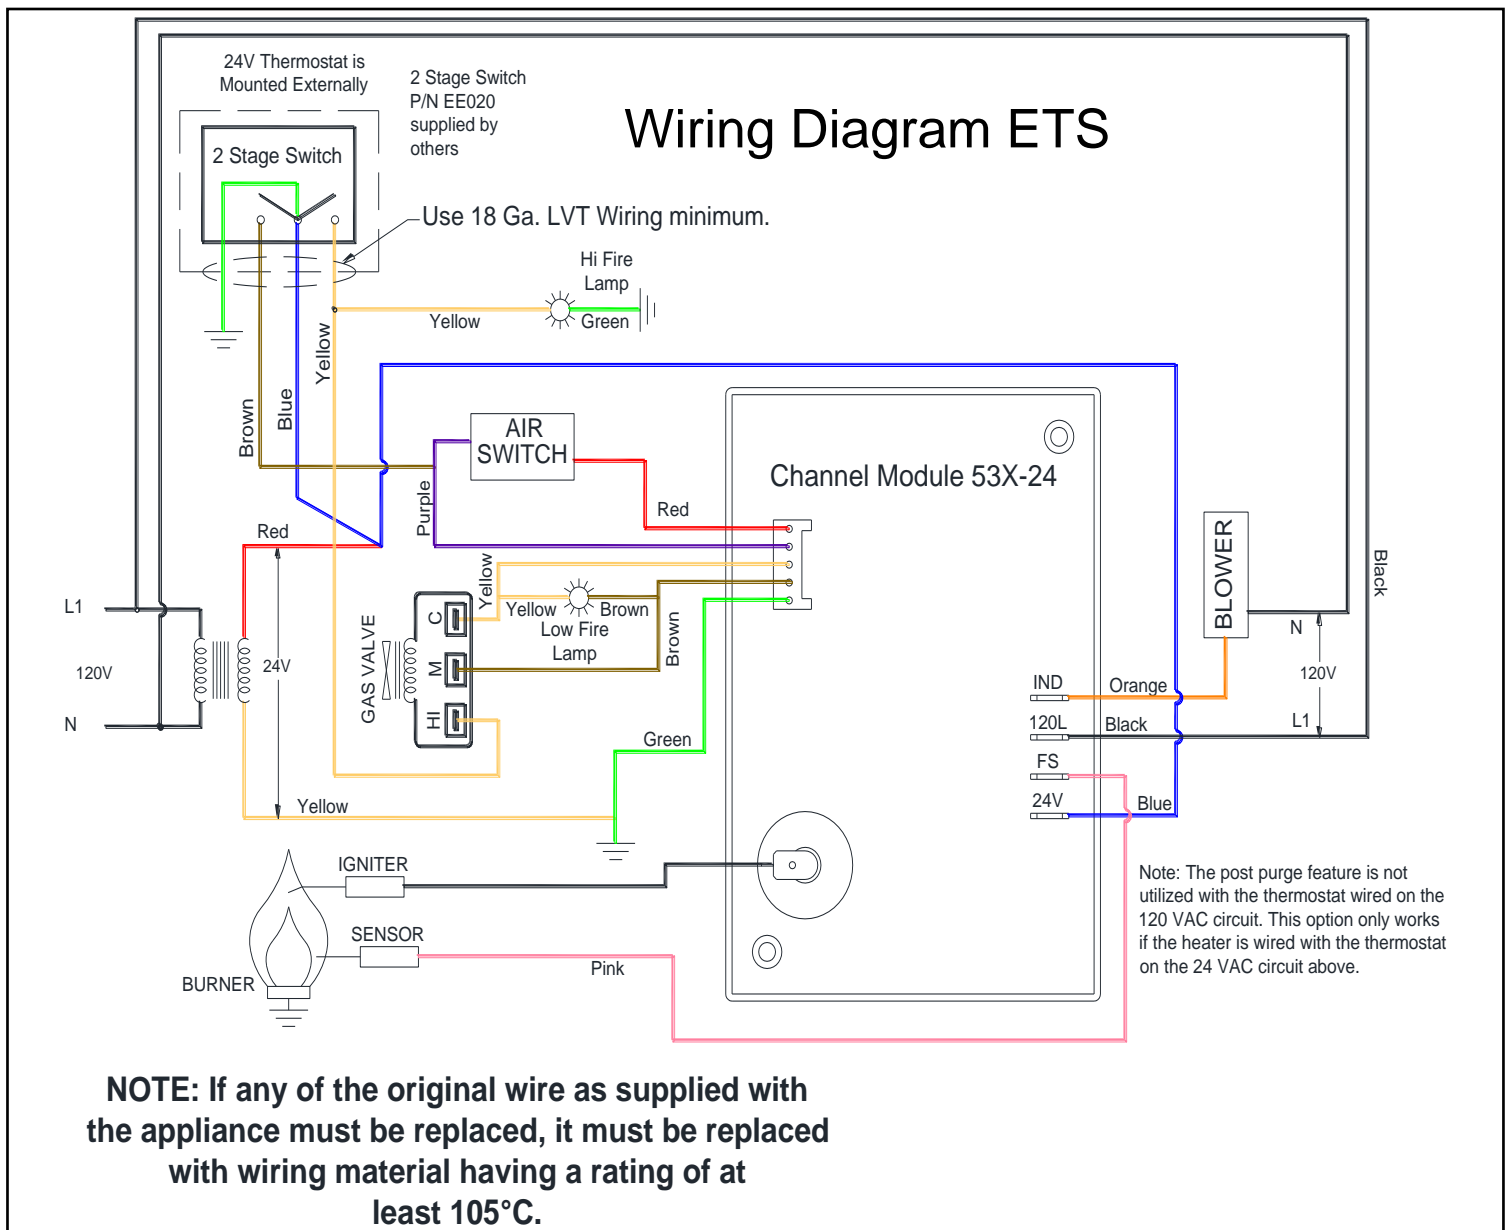 24V Thermostat is
Mounted Externally
2 Stage Switch
P/N EE020
supplied by
others
Wiring Diagram ETS
2 Stage Switch
Use 18 Ga. LVT Wiring minimum.
Hi Fire
Lamp
Yellow
Green
Yellow
Blue
Brown
AIR
SWITCH
Channel Module 53X-24
Purple
Red
Red
BLOWER
Black
Yellow
Yellow
Brown
Low Fire
Lamp
Brown
L1
120V
N
24V
GAS VALVE
C
M
HI
N
120V
L1
IND
Orange
120L
Black
FS
24V
Blue
Green
Yellow
IGNITER
SENSOR
Pink
BURNER
Note: The post purge feature is not
utilized with the thermostat wired on the
120 VAC circuit. This option only works
if the heater is wired with the thermostat
on the 24 VAC circuit above.
NOTE: If any of the original wire as supplied with
the appliance must be replaced, it must be replaced
with wiring material having a rating of at
least 105°C.